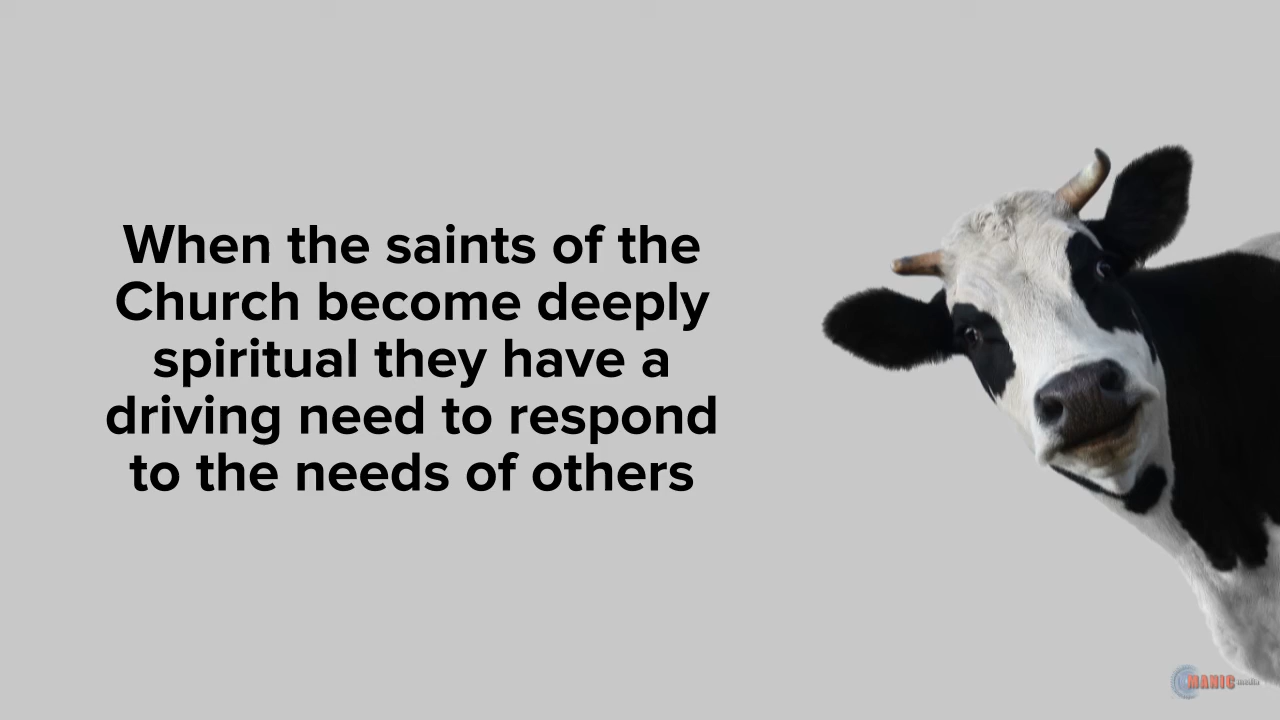 When the saints of the
Church become deeply
spiritual they have a
driving need to respond
to the needs of others
MANIC